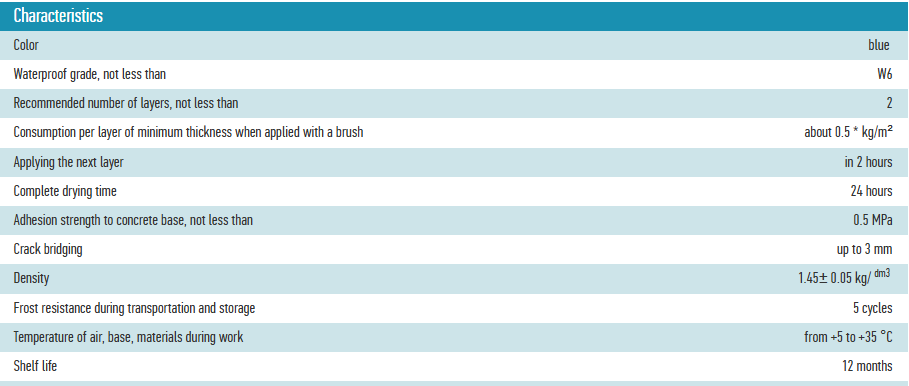 Characteristics
Color blue
Waterproof grade, not less than W6
Recommended number of layers, not less than 2
Consumption per layer of minimum thickness when applied with a brush about 0.5 * kg/m²
Applying the next layer in 2 hours
Complete drying time 24 hours
Adhesion strength to concrete base, not less than 0.5 MPa
Crack bridging up to 3 mm
Density 1.45± 0.05 kg/ dm3
Frost resistance during transportation and storage 5 cycles
Temperature of air, base, materials during work from +5 to +35 °C
Shelf life 12 months